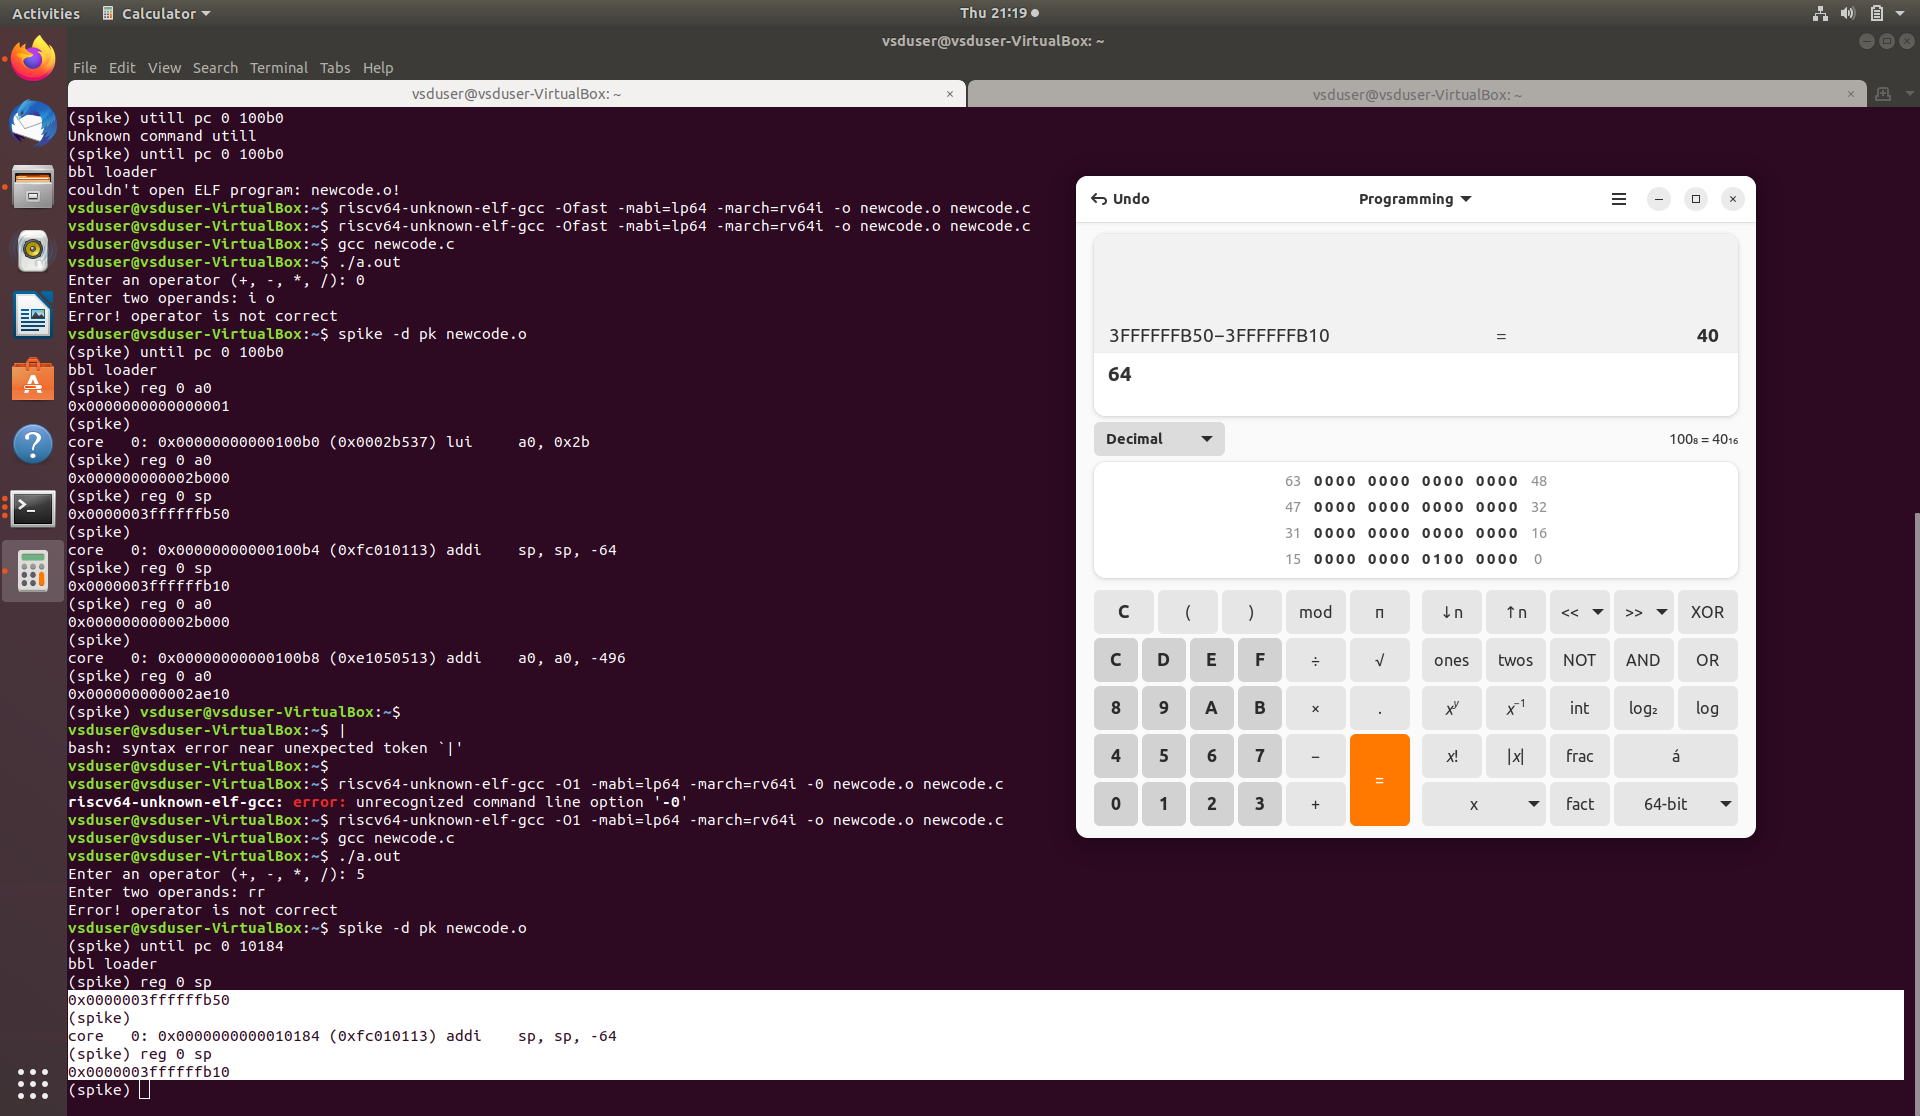 Activities Calculator Thu 21:19
vsduser@vsduser-VirtualBox: ~
File Edit View Search Terminal Tabs Help
vsduser@vsduser-VirtualBox: ~ × vsduser@vsduser-VirtualBox: ~ ×
(spike) utill pc 0 100b0
Unknown command utill
(spike) until pc 0 100b0
bbl loader
couldn't open ELF program: newcode.o!
vsduser@vsduser-VirtualBox:~$ riscv64-unknown-elf-gcc -Ofast -mabi=lp64 -march=rv64i -o newcode.o newcode.c
vsduser@vsduser-VirtualBox:~$ riscv64-unknown-elf-gcc -Ofast -mabi=lp64 -march=rv64i -o newcode.o newcode.c
vsduser@vsduser-VirtualBox:~$ gcc newcode.c
vsduser@vsduser-VirtualBox:~$ ./a.out
Enter an operator (+, -, *, /): 0
Enter two operands: i o
Error! operator is not correct
vsduser@vsduser-VirtualBox:~$ spike -d pk newcode.o
(spike) until pc 0 100b0
bbl loader
(spike) reg 0 a0
0x0000000000000001
(spike)
core   0: 0x00000000000100b0 (0x0002b537) lui     a0, 0x2b
(spike) reg 0 a0
0x000000000002b000
(spike) reg 0 sp
0x0000003ffffffb50
(spike)
core   0: 0x00000000000100b4 (0xfc010113) addi    sp, sp, -64
(spike) reg 0 sp
0x0000003ffffffb10
(spike) reg 0 a0
0x000000000002b000
(spike)
core   0: 0x00000000000100b8 (0xe1050513) addi    a0, a0, -496
(spike) reg 0 a0
0x000000000002ae10
(spike) vsduser@vsduser-VirtualBox:~$
vsduser@vsduser-VirtualBox:~$ |
bash: syntax error near unexpected token `|'
vsduser@vsduser-VirtualBox:~$
vsduser@vsduser-VirtualBox:~$ riscv64-unknown-elf-gcc -O1 -mabi=lp64 -march=rv64i -0 newcode.o newcode.c
riscv64-unknown-elf-gcc: error: unrecognized command line option '-0'
vsduser@vsduser-VirtualBox:~$ riscv64-unknown-elf-gcc -O1 -mabi=lp64 -march=rv64i -o newcode.o newcode.c
vsduser@vsduser-VirtualBox:~$ gcc newcode.c
vsduser@vsduser-VirtualBox:~$ ./a.out
Enter an operator (+, -, *, /): 5
Enter two operands: rr
Error! operator is not correct
vsduser@vsduser-VirtualBox:~$ spike -d pk newcode.o
(spike) until pc 0 10184
bbl loader
(spike) reg 0 sp
0x0000003ffffffb50
(spike)
core   0: 0x0000000000010184 (0xfc010113) addi    sp, sp, -64
(spike) reg 0 sp
0x0000003ffffffb10
(spike)
Undo Programming
3FFFFFFB50−3FFFFFFB10 = 40
64
Decimal 100₈ = 40₁₆
63 0000 0000 0000 0000 48
47 0000 0000 0000 0000 32
31 0000 0000 0000 0000 16
15 0000 0000 0100 0000 0
C ( ) mod π ↓n ↑n << >> XOR
C D E F ÷ √ ones twos NOT AND OR
8 9 A B × . xʸ x⁻¹ int log₂ log
4 5 6 7 − = x! |x| frac á
0 1 2 3 + x fact 64-bit